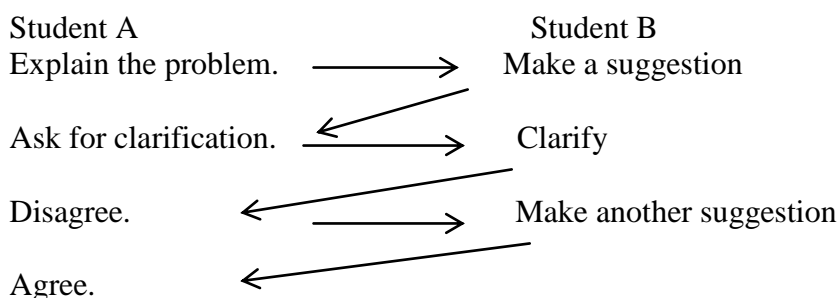 Student A Student B
Explain the problem. Make a suggestion
Ask for clarification. Clarify
Disagree. Make another suggestion
Agree.